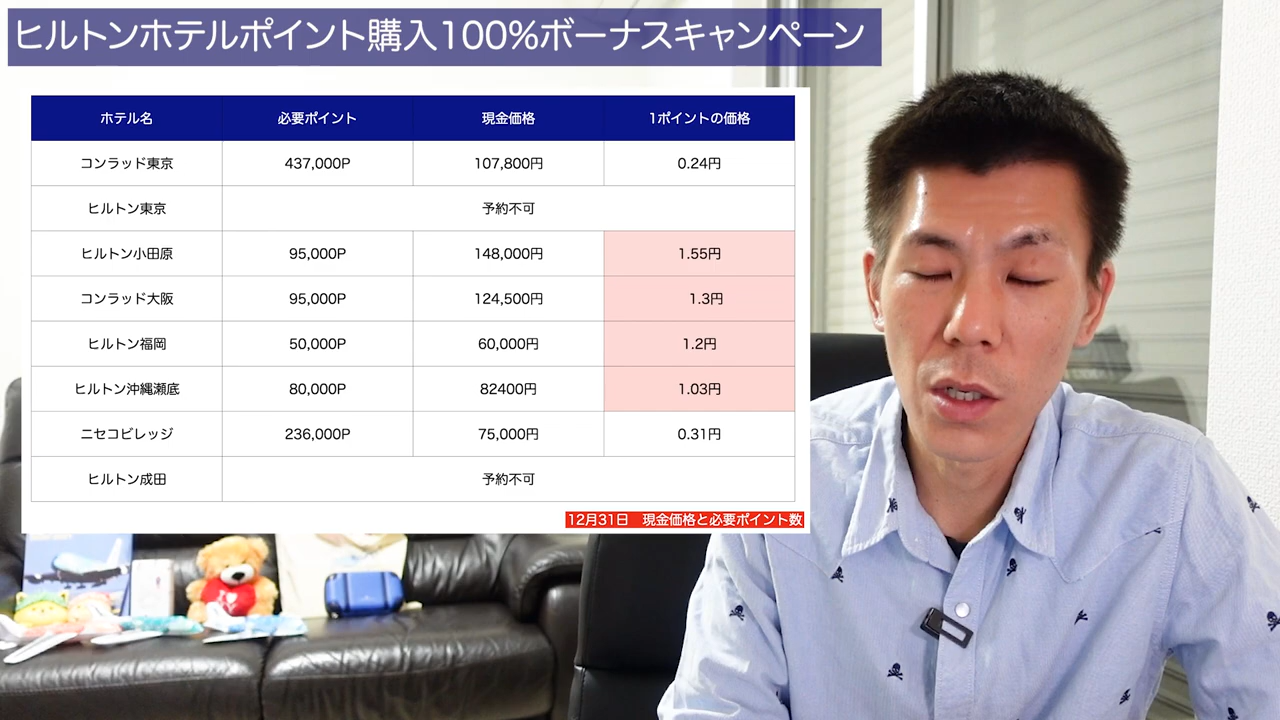 ヒルトンホテルポイント購入100%ボーナスキャンペーン
ホテル名 必要ポイント 現金価格 1ポイントの価格
コンラッド東京 437,000P 107,800円 0.24円
ヒルトン東京 予約不可
ヒルトン小田原 95,000P 148,000円 1.55円
コンラッド大阪 95,000P 124,500円 1.3円
ヒルトン福岡 50,000P 60,000円 1.2円
ヒルトン沖縄瀬底 80,000P 82400円 1.03円
ニセコビレッジ 236,000P 75,000円 0.31円
ヒルトン成田 予約不可
12月31日 現金価格と必要ポイント数